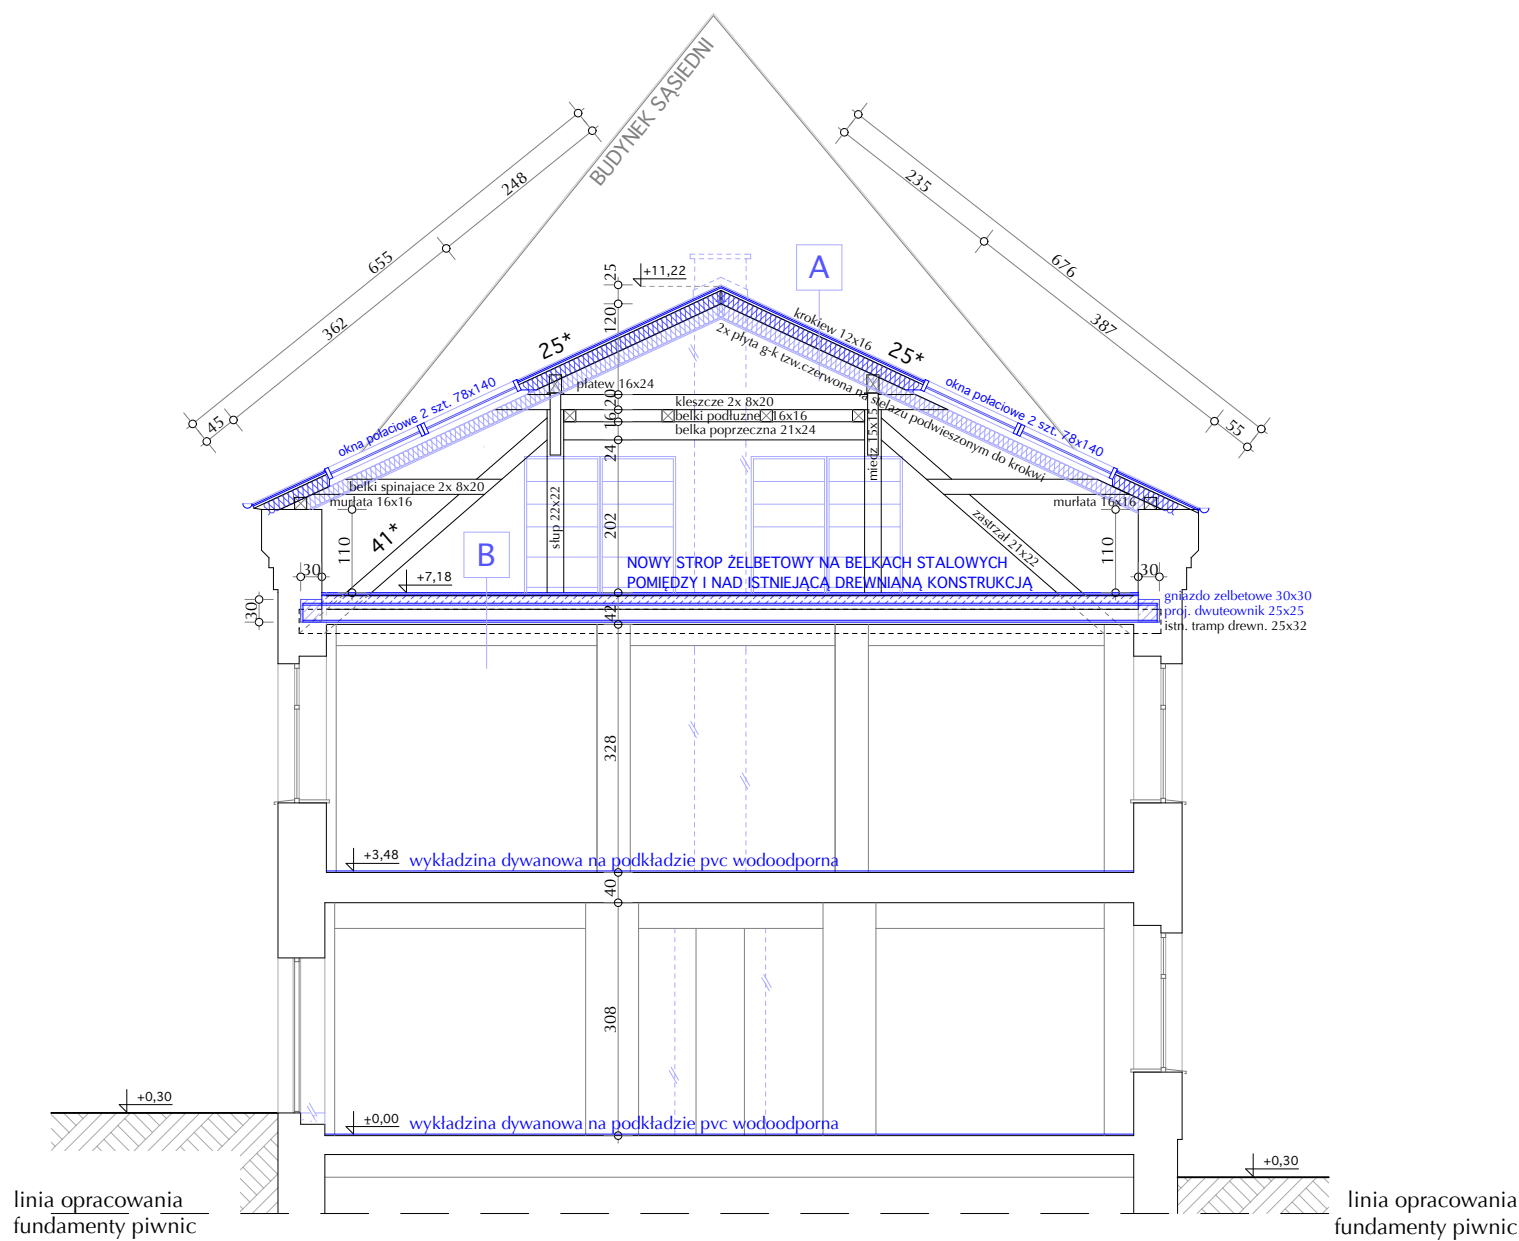 BUDYNEK SĄSIEDNI
248
655
362
45
235
676
387
55
25
+11,22
A
120
25*
krokiew 12x16
25*
2x płyta g-k tzw.czerwona na stelażu podwieszonym do krokwi
okna połaciowe 2 szt. 78x140
okna połaciowe 2 szt. 78x140
płatew 16x24
20
kleszcze 2x 8x20
16
belki podłużne 16x16
belka poprzeczna 21x24
24
miecz 15x15
belki spinajace 2x 8x20
murłata 16x16
murłata 16x16
słup 22x22
202
zastrzał 21x22
41*
110
110
B
30
30
+7,18
NOWY STROP ŻELBETOWY NA BELKACH STALOWYCH
POMIĘDZY I NAD ISTNIEJĄCĄ DREWNIANĄ KONSTRUKCJĄ
30
42
gniazdo zelbetowe 30x30
proj. dwuteownik 25x25
istn. tramp drewn. 25x32
328
+3,48
wykładzina dywanowa na podkładzie pvc wodoodporna
40
308
+0,30
±0,00
wykładzina dywanowa na podkładzie pvc wodoodporna
+0,30
linia opracowania
fundamenty piwnic
linia opracowania
fundamenty piwnic